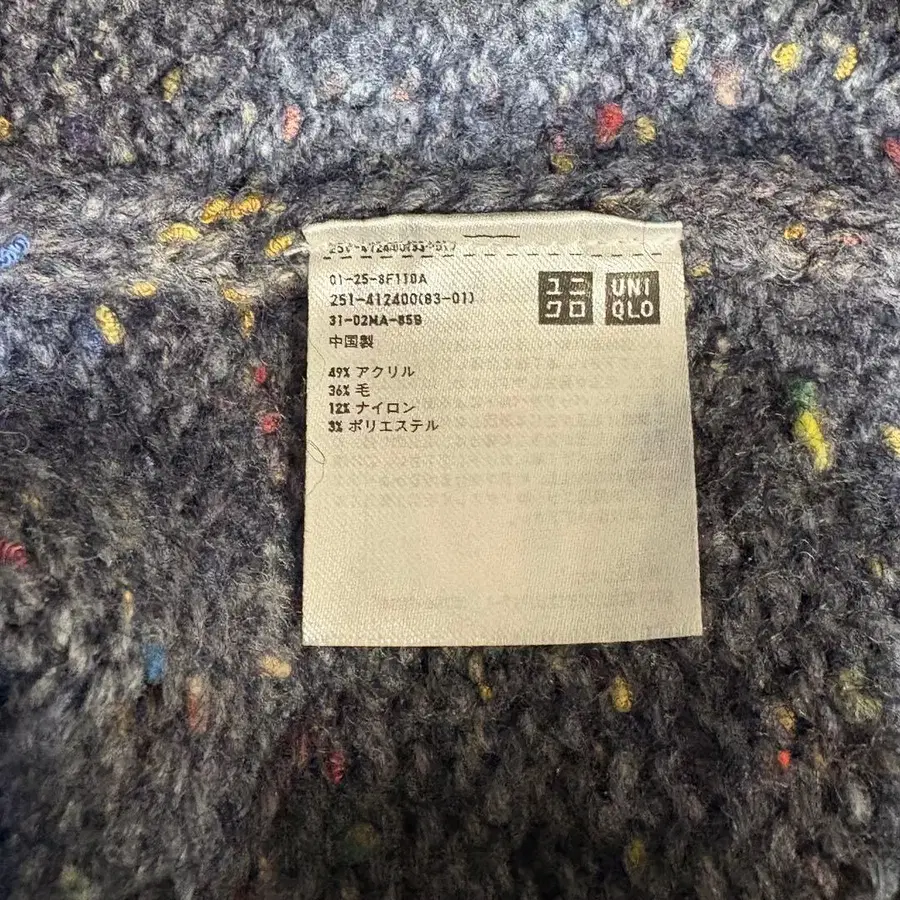 01-25-8F110A
251-412400(83-01)
31-02MA-85B
中国製
49% アクリル
36% 毛
12% ナイロン
3% ポリエステル
ユニ
クロ
UNI
QLO